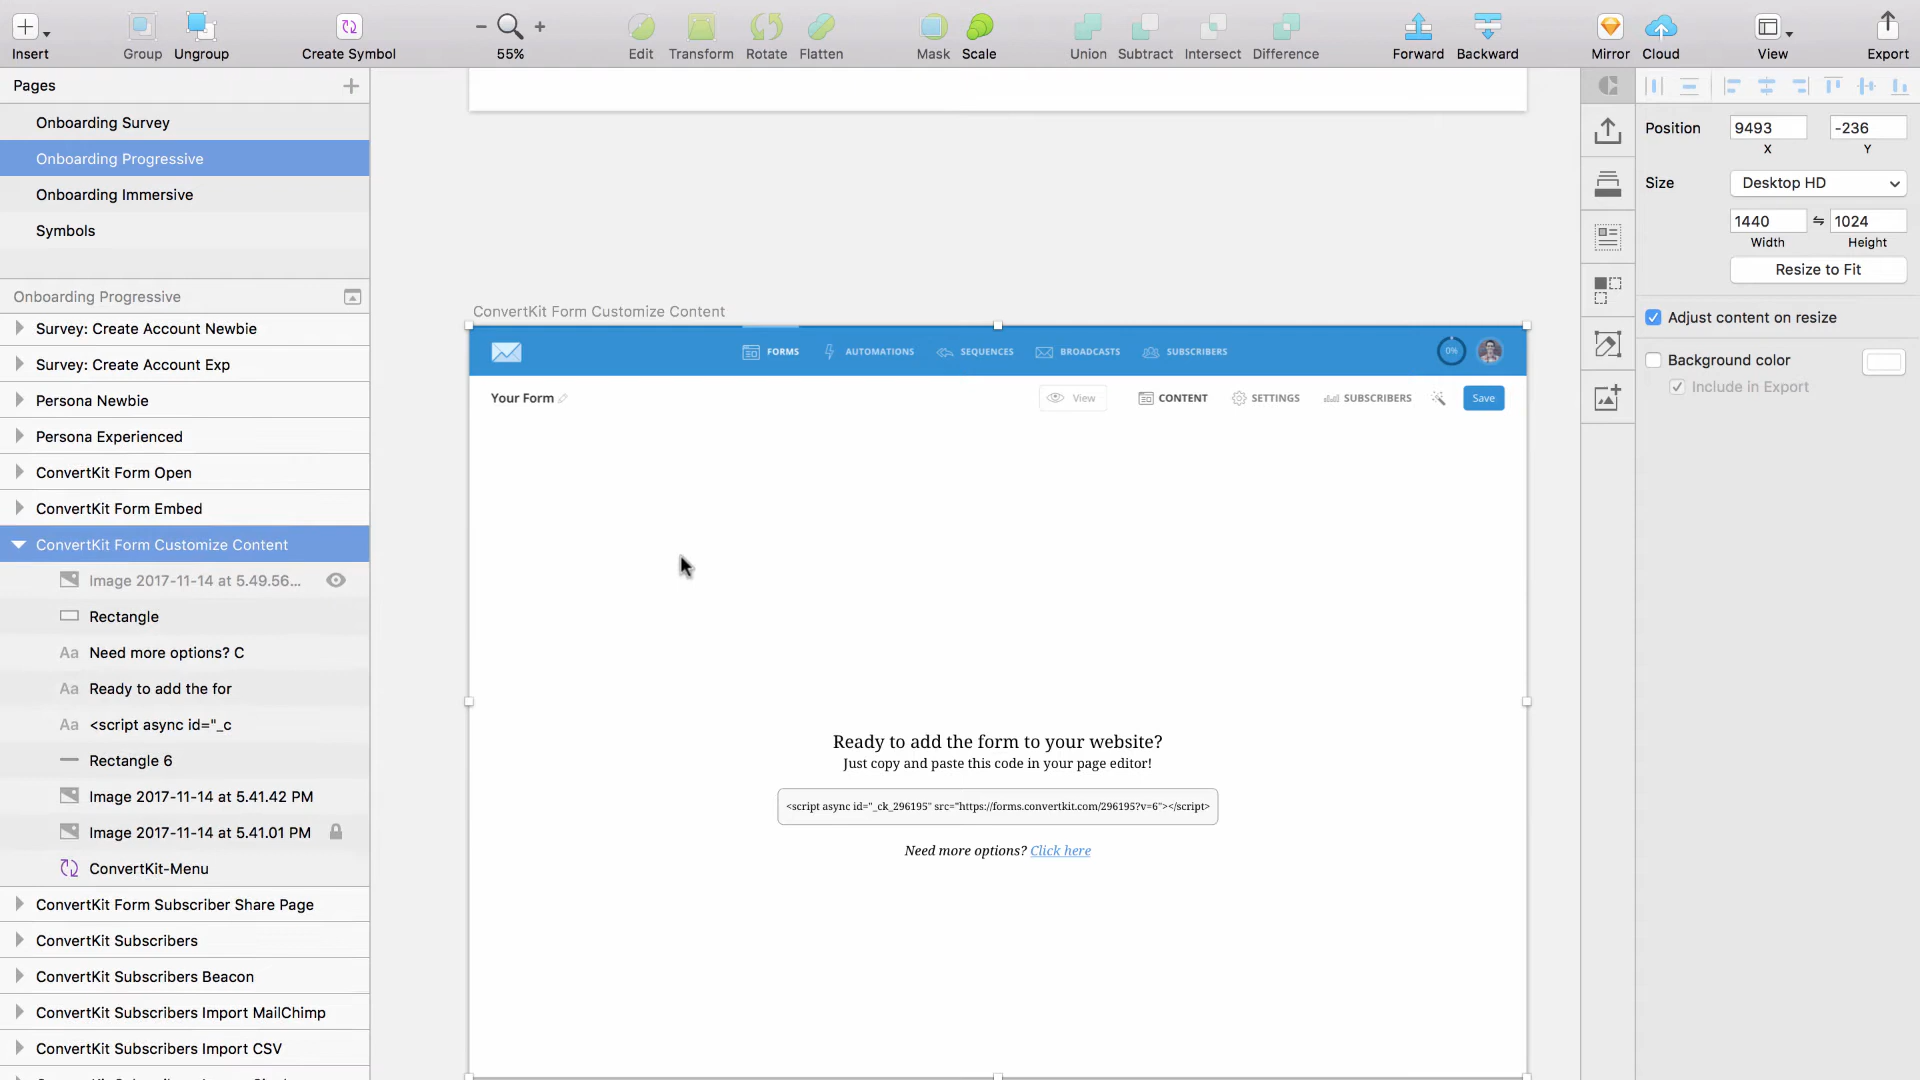 Insert
Group
Ungroup
Create Symbol
55%
Edit
Transform
Rotate
Flatten
Mask
Scale
Union
Subtract
Intersect
Difference
Forward
Backward
Mirror
Cloud
View
Export
Pages
Onboarding Survey
Onboarding Progressive
Onboarding Immersive
Symbols
Onboarding Progressive
Survey: Create Account Newbie
Survey: Create Account Exp
Persona Newbie
Persona Experienced
ConvertKit Form Open
ConvertKit Form Embed
ConvertKit Form Customize Content
Image 2017-11-14 at 5.49.56...
Rectangle
Aa Need more options? C
Aa Ready to add the for
Aa <script async id="_c
Rectangle 6
Image 2017-11-14 at 5.41.42 PM
Image 2017-11-14 at 5.41.01 PM
ConvertKit-Menu
ConvertKit Form Subscriber Share Page
ConvertKit Subscribers
ConvertKit Subscribers Beacon
ConvertKit Subscribers Import MailChimp
ConvertKit Subscribers Import CSV
ConvertKit Form Customize Content
FORMS
AUTOMATIONS
SEQUENCES
BROADCASTS
SUBSCRIBERS
0%
Your Form
View
CONTENT
SETTINGS
SUBSCRIBERS
Save
Ready to add the form to your website?
Just copy and paste this code in your page editor!
<script async id="_ck_296195" src="https://forms.convertkit.com/296195?v=6"></script>
Need more options? Click here
Position
9493
-236
X
Y
Size
Desktop HD
1440
1024
Width
Height
Resize to Fit
Adjust content on resize
Background color
Include in Export